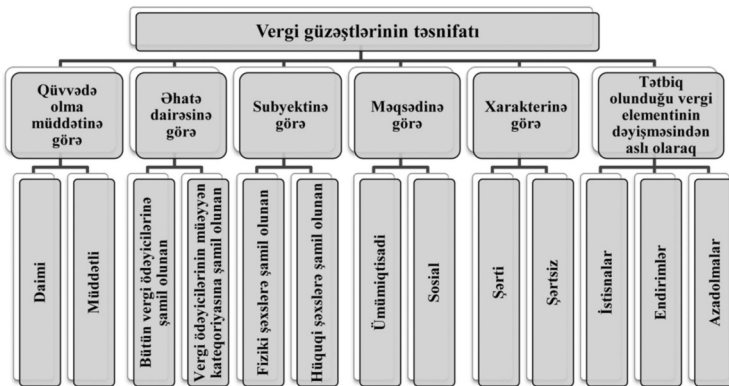 Vergi güzəştlərinin təsnifatı
Qüvvədə
olma
müddətinə
görə
Əhatə
dairəsinə
görə
Subyektinə
görə
Məqsədinə
görə
Xarakterinə
görə
Tətbiq
olunduğu vergi
elementinin
dəyişməsindən
aslı olaraq
Daimi
Müddətli
Bütün vergi ödəyicilərinə
şamil olunan
Vergi ödəyicilərinin müəyyən
kateqoriyasına şamil olunan
Fiziki şəxslərə şamil olunan
Hüquqi şəxslərə şamil olunan
Ümümiqtisadi
Sosial
Şərti
Şərtsiz
İstisnalar
Endirimlər
Azadolmalar